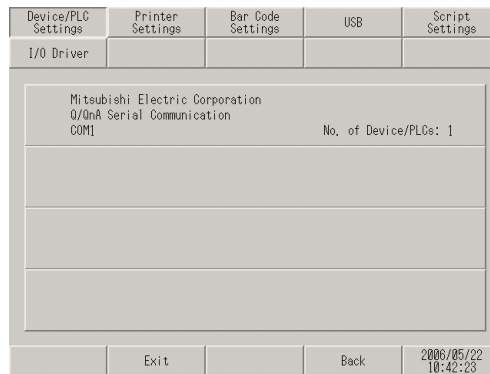 Device/PLC
Settings
Printer
Settings
Bar Code
Settings
USB
Script
Settings
I/O Driver
Mitsubishi Electric Corporation
Q/QnA Serial Communication
COM1
No. of Device/PLCs: 1
Exit
Back
2006/05/22
10:42:23